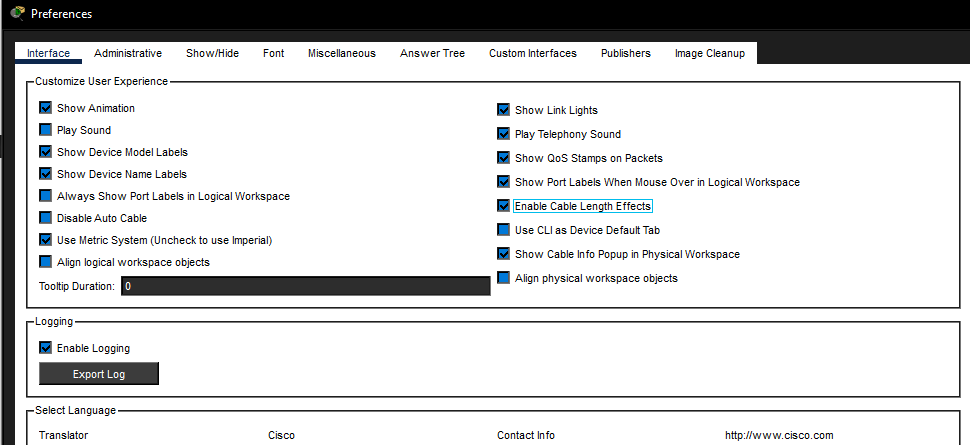 Preferences
Interface Administrative Show/Hide Font Miscellaneous Answer Tree Custom Interfaces Publishers Image Cleanup
Customize User Experience
Show Animation
Play Sound
Show Device Model Labels
Show Device Name Labels
Always Show Port Labels in Logical Workspace
Disable Auto Cable
Use Metric System (Uncheck to use Imperial)
Align logical workspace objects
Tooltip Duration: 0
Show Link Lights
Play Telephony Sound
Show QoS Stamps on Packets
Show Port Labels When Mouse Over in Logical Workspace
Enable Cable Length Effects
Use CLI as Device Default Tab
Show Cable Info Popup in Physical Workspace
Align physical workspace objects
Logging
Enable Logging
Export Log
Select Language
Translator Cisco Contact Info http://www.cisco.com